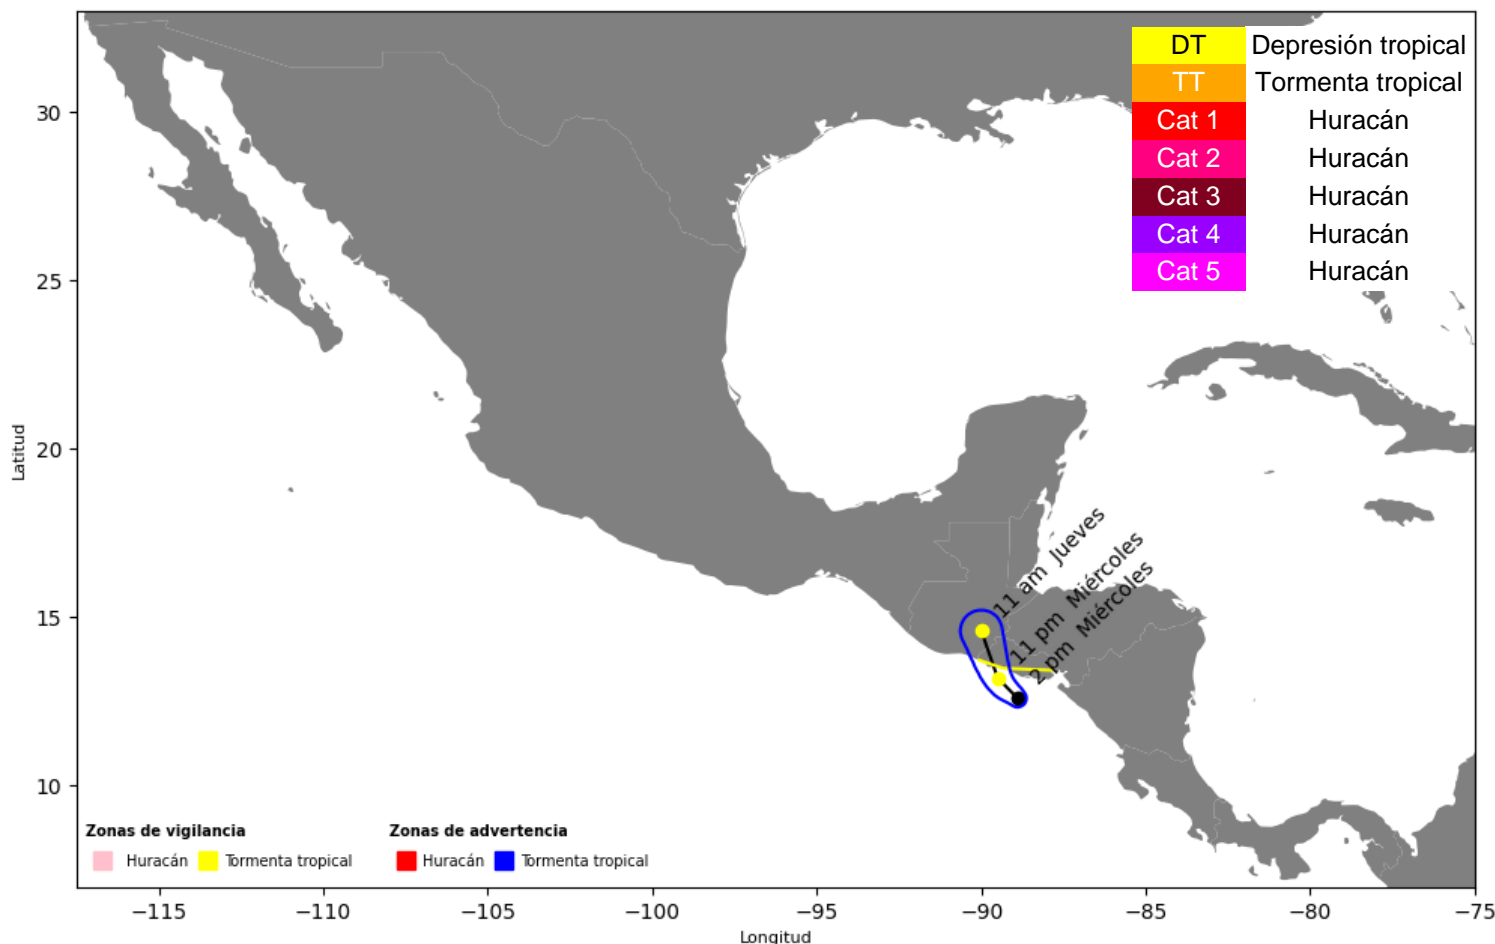 DT Depresión tropical
TT Tormenta tropical
Cat 1 Huracán
Cat 2 Huracán
Cat 3 Huracán
Cat 4 Huracán
Cat 5 Huracán
30
25
20
15
10
Latitud
11 am Jueves
11 pm Miércoles
2 pm Miércoles
Zonas de vigilancia
Huracán Tormenta tropical
Zonas de advertencia
Huracán Tormenta tropical
−115 −110 −105 −100 −95 −90 −85 −80 −75
Longitud